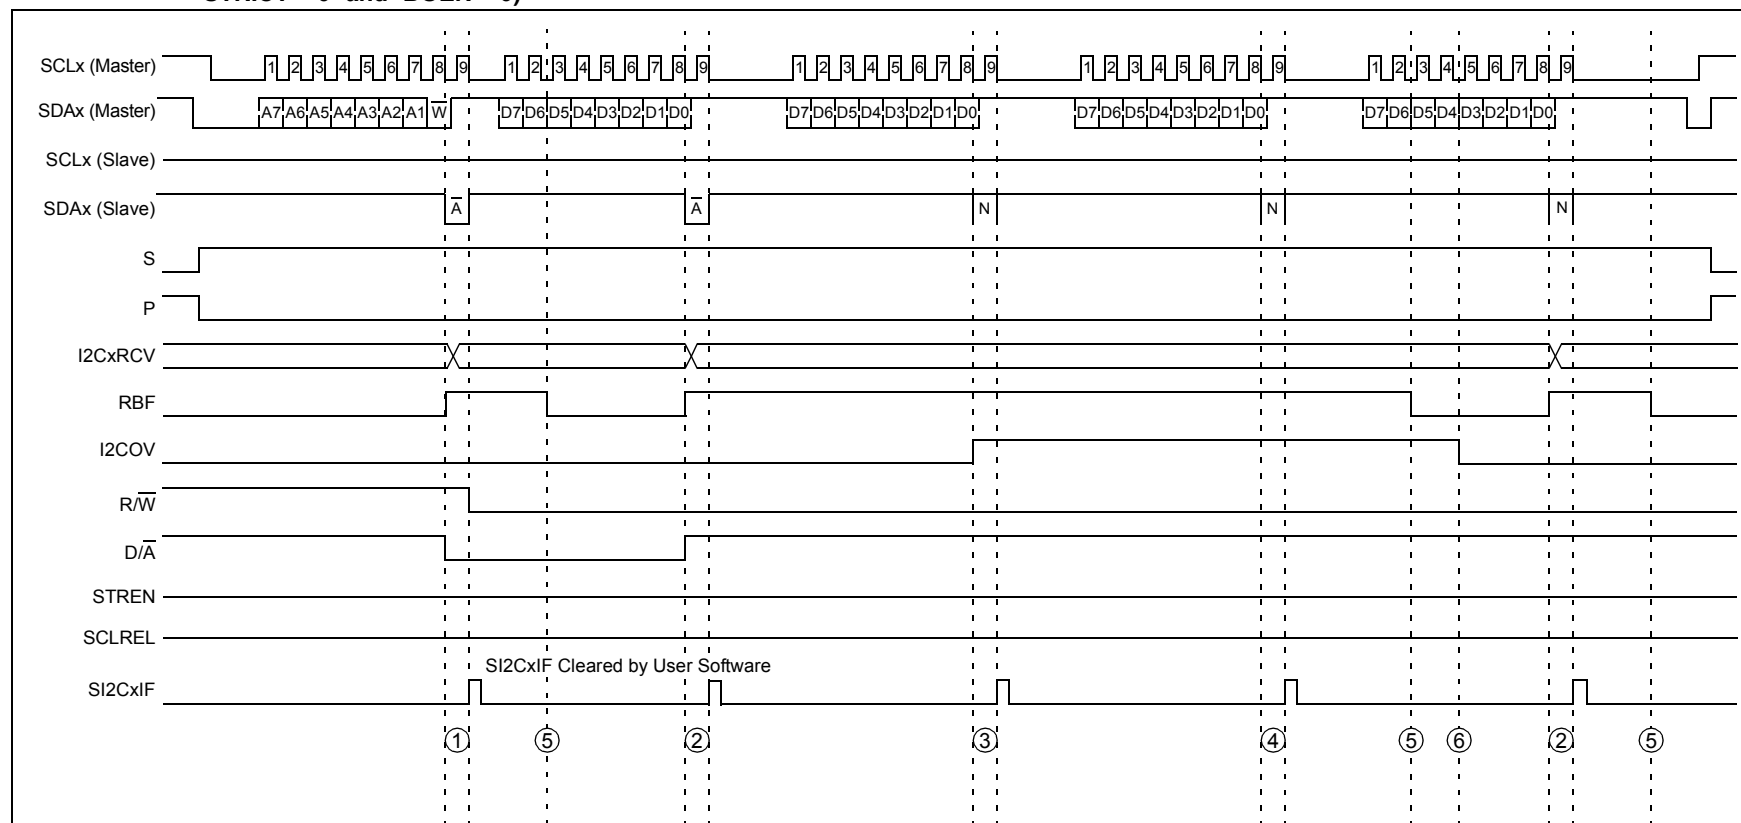 SCLx (Master) 1 2 3 4 5 6 7 8 9 1 2 3 4 5 6 7 8 9 1 2 3 4 5 6 7 8 9 1 2 3 4 5 6 7 8 9 1 2 3 4 5 6 7 8 9
SDAx (Master) A7 A6 A5 A4 A3 A2 A1 W̅ D7 D6 D5 D4 D3 D2 D1 D0 D7 D6 D5 D4 D3 D2 D1 D0 D7 D6 D5 D4 D3 D2 D1 D0 D7 D6 D5 D4 D3 D2 D1 D0
SCLx (Slave)
SDAx (Slave) A̅ A̅ N N N
S
P
I2CxRCV
RBF
I2COV
R/W̅
D/A̅
STREN
SCLREL
SI2CxIF Cleared by User Software
SI2CxIF
① ⑤ ② ③ ④ ⑤ ⑥ ② ⑤